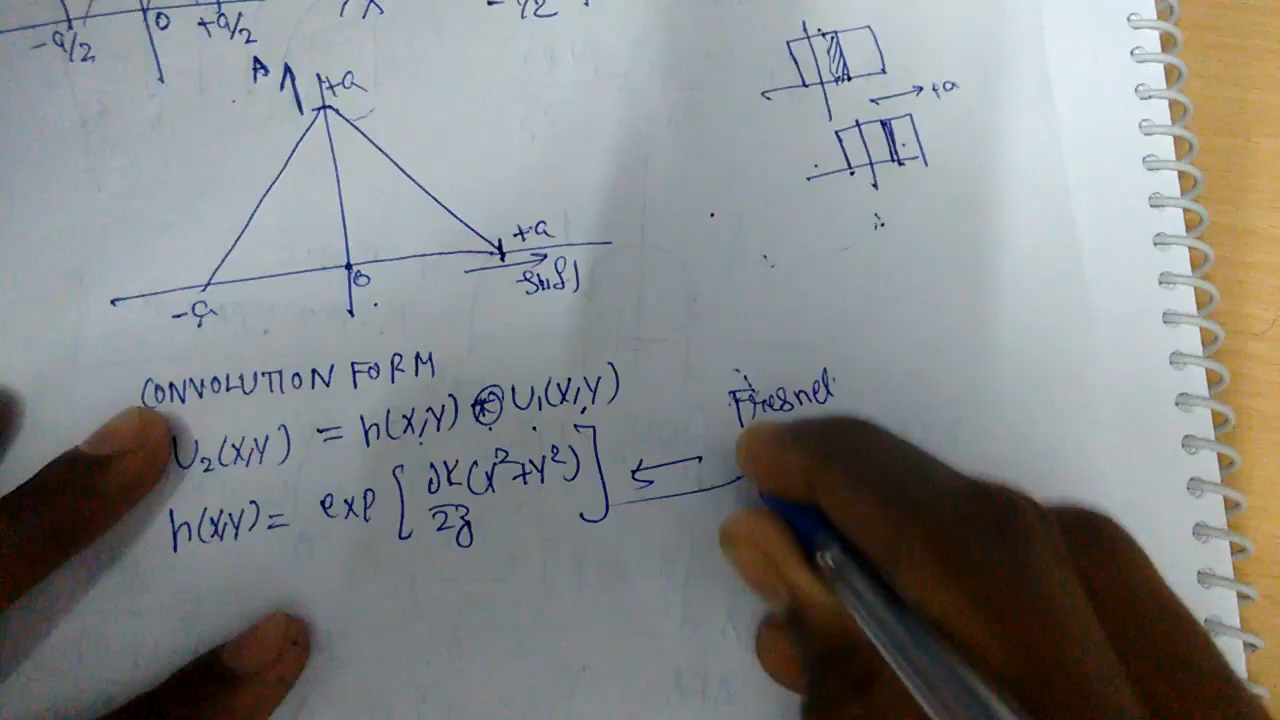 -a/2 0 +a/2
A +a
+a
-a 0 shift
→ +a
CONVOLUTION FORM
U₂(X,Y) = h(X,Y) ⊛ U₁(X,Y)
h(X,Y) = exp [ jK/2z (X²+Y²) ]
Fresnel